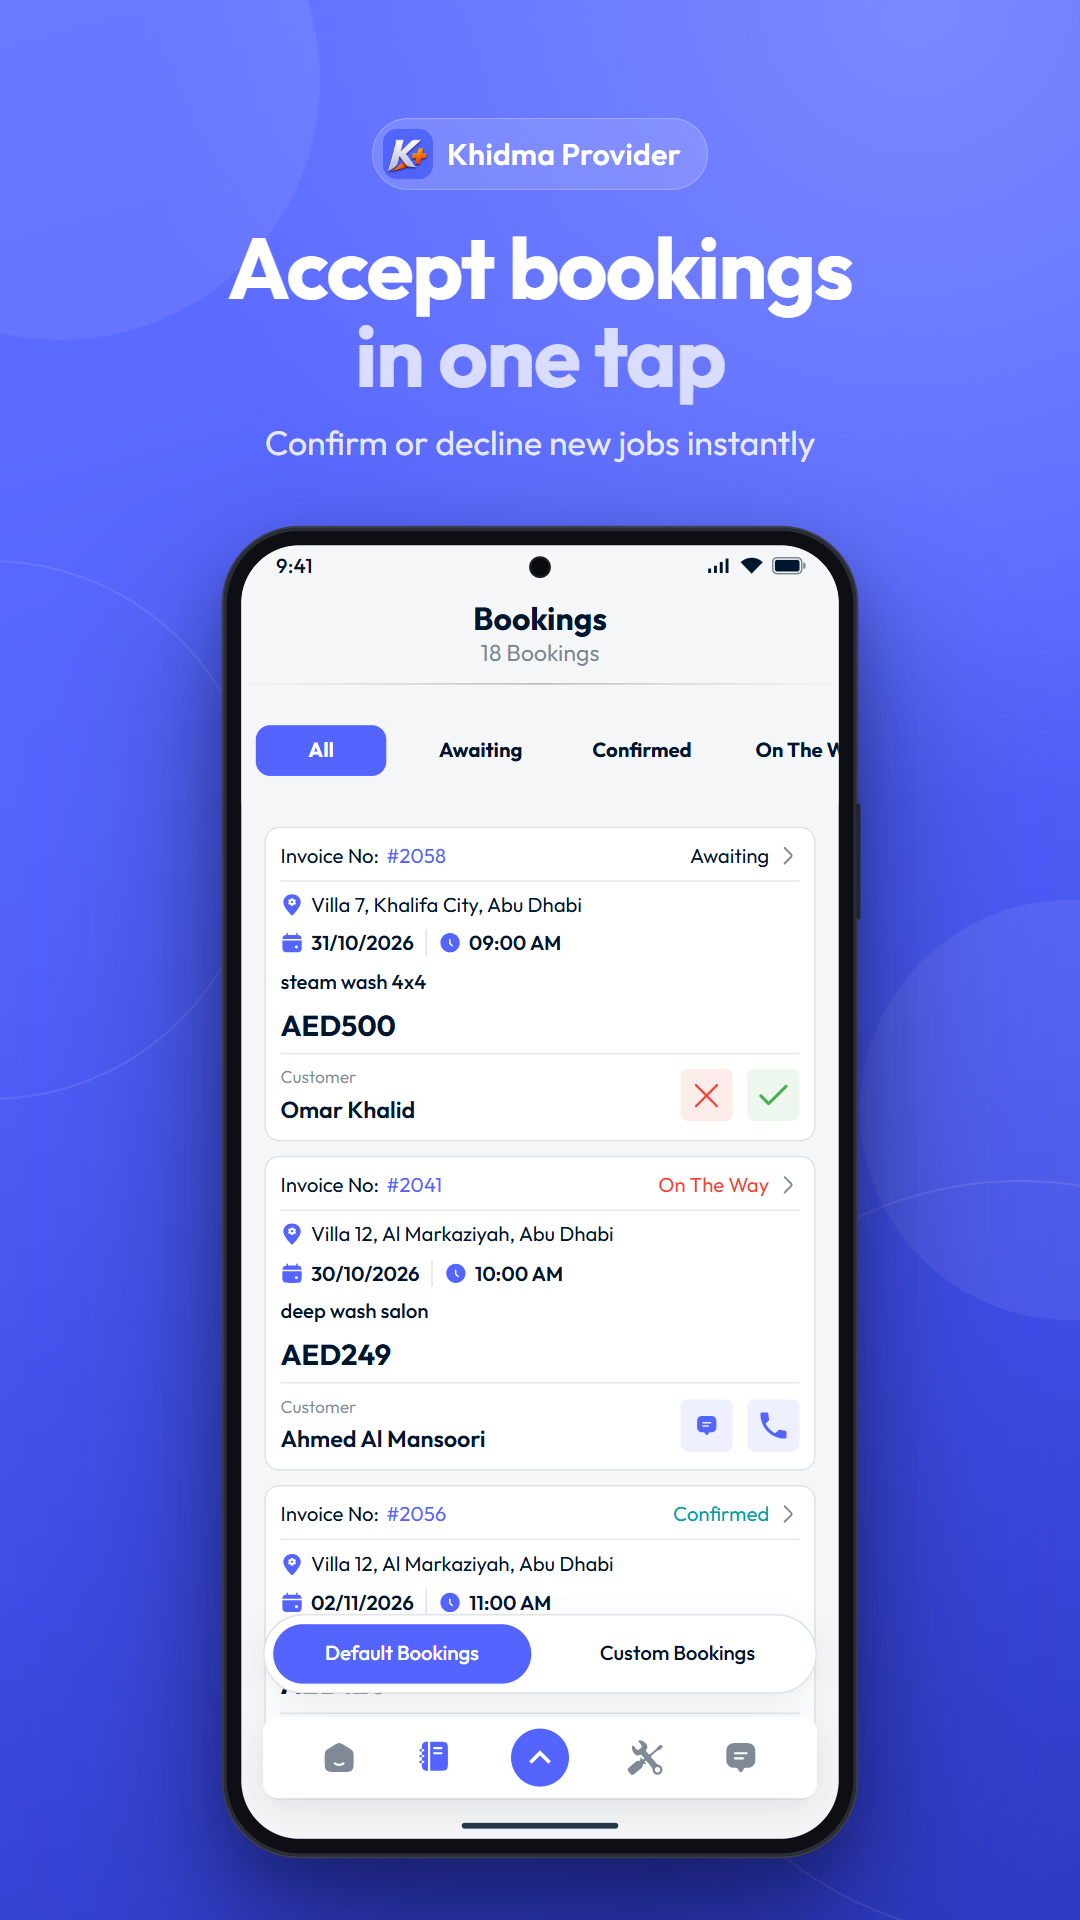 K+ Khidma Provider
Accept bookings
in one tap
Confirm or decline new jobs instantly
9:41
Bookings
18 Bookings
All Awaiting Confirmed On The W
Invoice No: #2058 Awaiting
Villa 7, Khalifa City, Abu Dhabi
31/10/2026 09:00 AM
steam wash 4x4
AED500
Customer
Omar Khalid
Invoice No: #2041 On The Way
Villa 12, Al Markaziyah, Abu Dhabi
30/10/2026 10:00 AM
deep wash salon
AED249
Customer
Ahmed Al Mansoori
Invoice No: #2056 Confirmed
Villa 12, Al Markaziyah, Abu Dhabi
02/11/2026 11:00 AM
Default Bookings Custom Bookings